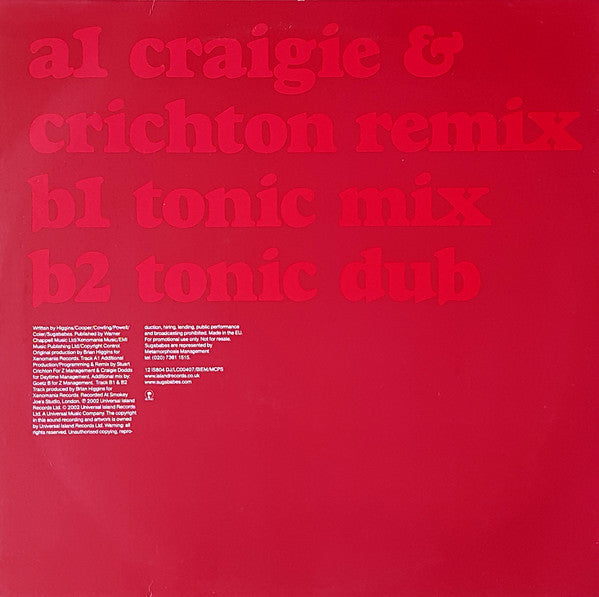 a1 craigie &
crichton remix
b1 tonic mix
b2 tonic dub
Written by Higgins/Cooper/Cowling/Powell/
Coler/Sugababes. Published by Warner
Chappell Music Ltd/Xenomania Music/EMI
Music Publishing Ltd/Copyright Control.
Original production by Brian Higgins for
Xenomania Records. Track A1 Additional
Production/Programming & Remix by Stuart
Crichton For Z Management & Craigie Dodds
for Daytime Management. Additional mix by:
Goetz B for Z Management. Track B1 & B2
Track produced by Brian Higgins for
Xenomania Records. Recorded At Smokey
Joe's Studio, London. ℗ 2002 Universal Island
Records Ltd. © 2002 Universal Island Records
Ltd. A Universal Music Company. The copyright
in this sound recording and artwork is owned
by Universal Island Records Ltd. Warning: all
rights reserved. Unauthorised copying, repro-
duction, hiring, lending, public performance
and broadcasting prohibited. Made in the EU.
For promotional use only. Not for resale.
Sugababes are represented by
Metamorphosis Management
tel: (020) 7361 1515.
12 IS804 DJ/LC00407/BIEM/MCPS
www.islandrecords.co.uk
www.sugababes.com